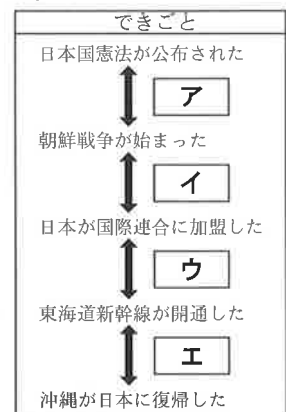 できごと
日本国憲法が公布された
ア
朝鮮戦争が始まった
イ
日本が国際連合に加盟した
ウ
東海道新幹線が開通した
エ
沖縄が日本に復帰した